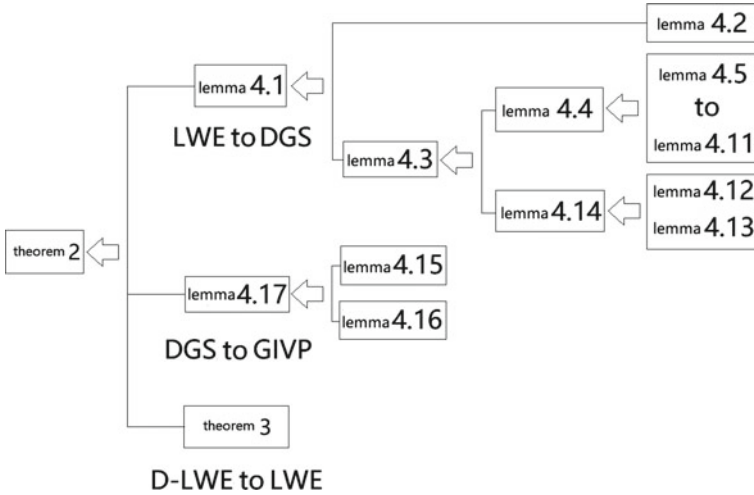 lemma 4.2
lemma 4.5
to
lemma 4.11
lemma 4.1
LWE to DGS
lemma 4.4
lemma 4.3
lemma 4.12
lemma 4.13
lemma 4.14
theorem 2
lemma 4.15
lemma 4.17
lemma 4.16
DGS to GIVP
theorem 3
D-LWE to LWE